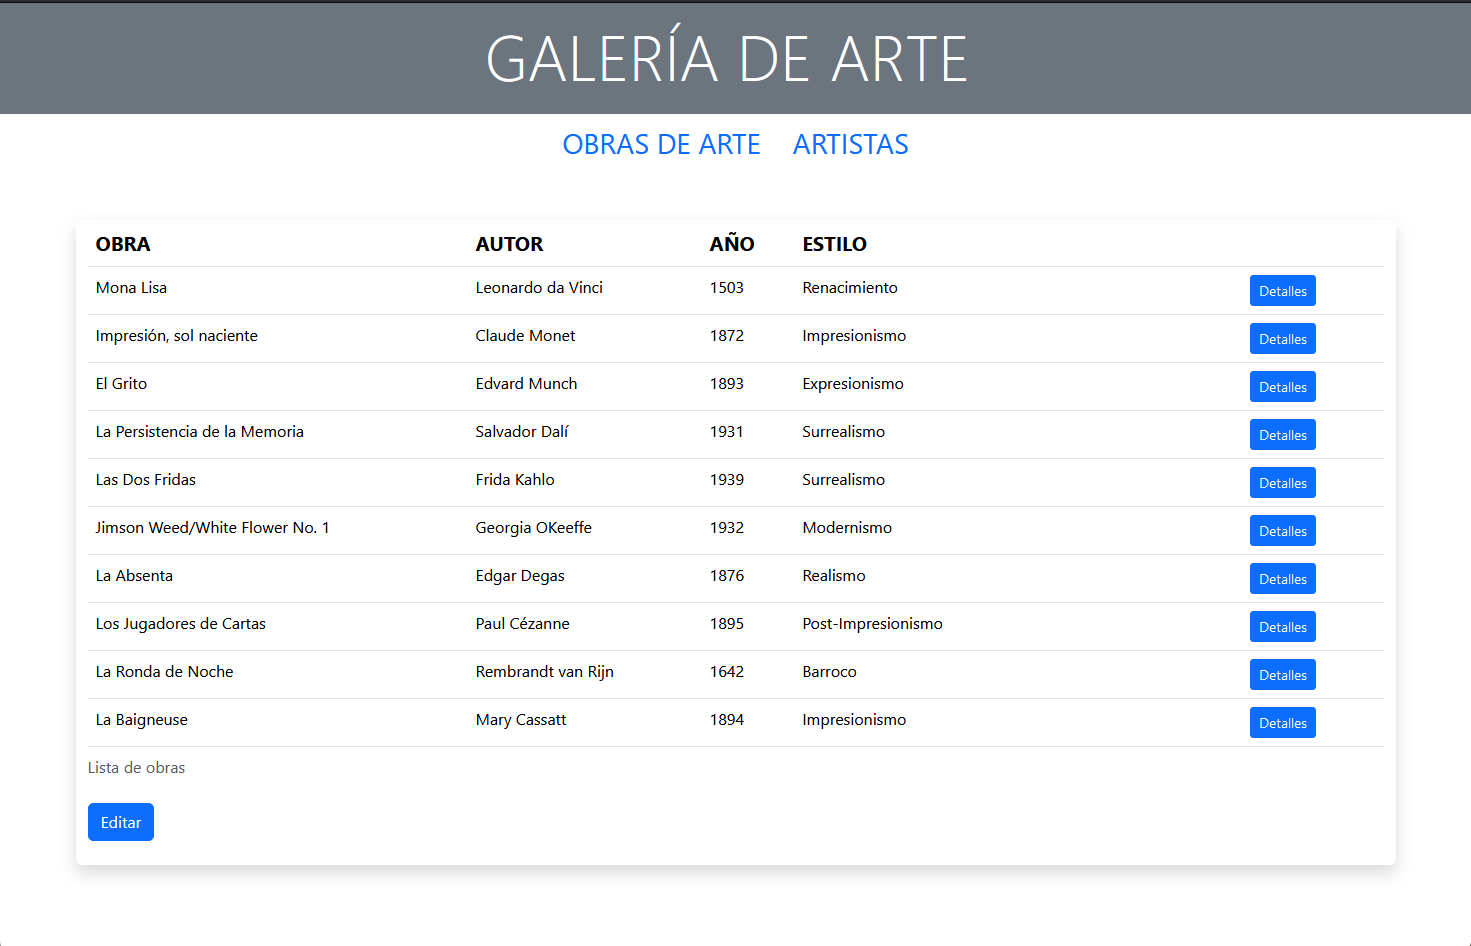 GALERÍA DE ARTE
OBRAS DE ARTE ARTISTAS
OBRA AUTOR AÑO ESTILO
Mona Lisa Leonardo da Vinci 1503 Renacimiento Detalles
Impresión, sol naciente Claude Monet 1872 Impresionismo Detalles
El Grito Edvard Munch 1893 Expresionismo Detalles
La Persistencia de la Memoria Salvador Dalí 1931 Surrealismo Detalles
Las Dos Fridas Frida Kahlo 1939 Surrealismo Detalles
Jimson Weed/White Flower No. 1 Georgia OKeeffe 1932 Modernismo Detalles
La Absenta Edgar Degas 1876 Realismo Detalles
Los Jugadores de Cartas Paul Cézanne 1895 Post-Impresionismo Detalles
La Ronda de Noche Rembrandt van Rijn 1642 Barroco Detalles
La Baigneuse Mary Cassatt 1894 Impresionismo Detalles
Lista de obras
Editar